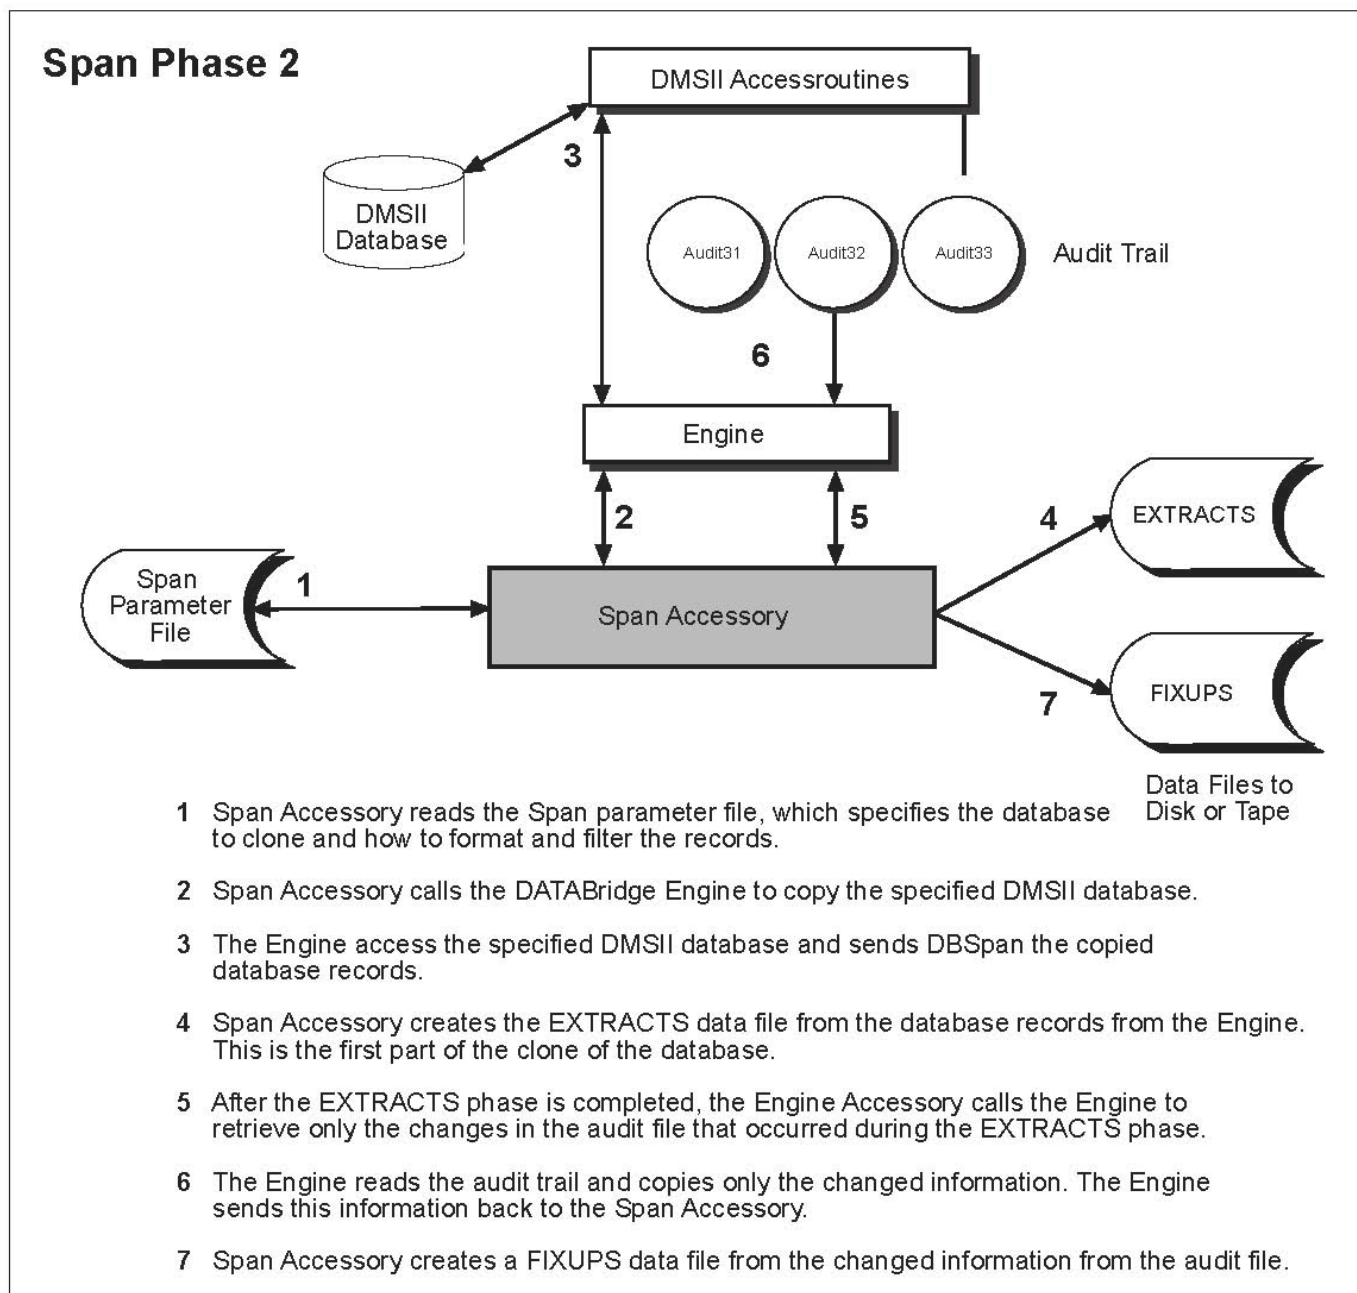 Span Phase 2
DMSII Accessroutines
3
DMSII
Database
Audit31
Audit32
Audit33
Audit Trail
6
Engine
2
5
4
EXTRACTS
Span
Parameter
File
1
Span Accessory
7
FIXUPS
Data Files to
Disk or Tape
1 Span Accessory reads the Span parameter file, which specifies the database
to clone and how to format and filter the records.
2 Span Accessory calls the DATABridge Engine to copy the specified DMSII database.
3 The Engine access the specified DMSII database and sends DBSpan the copied
database records.
4 Span Accessory creates the EXTRACTS data file from the database records from the Engine.
This is the first part of the clone of the database.
5 After the EXTRACTS phase is completed, the Engine Accessory calls the Engine to
retrieve only the changes in the audit file that occurred during the EXTRACTS phase.
6 The Engine reads the audit trail and copies only the changed information. The Engine
sends this information back to the Span Accessory.
7 Span Accessory creates a FIXUPS data file from the changed information from the audit file.